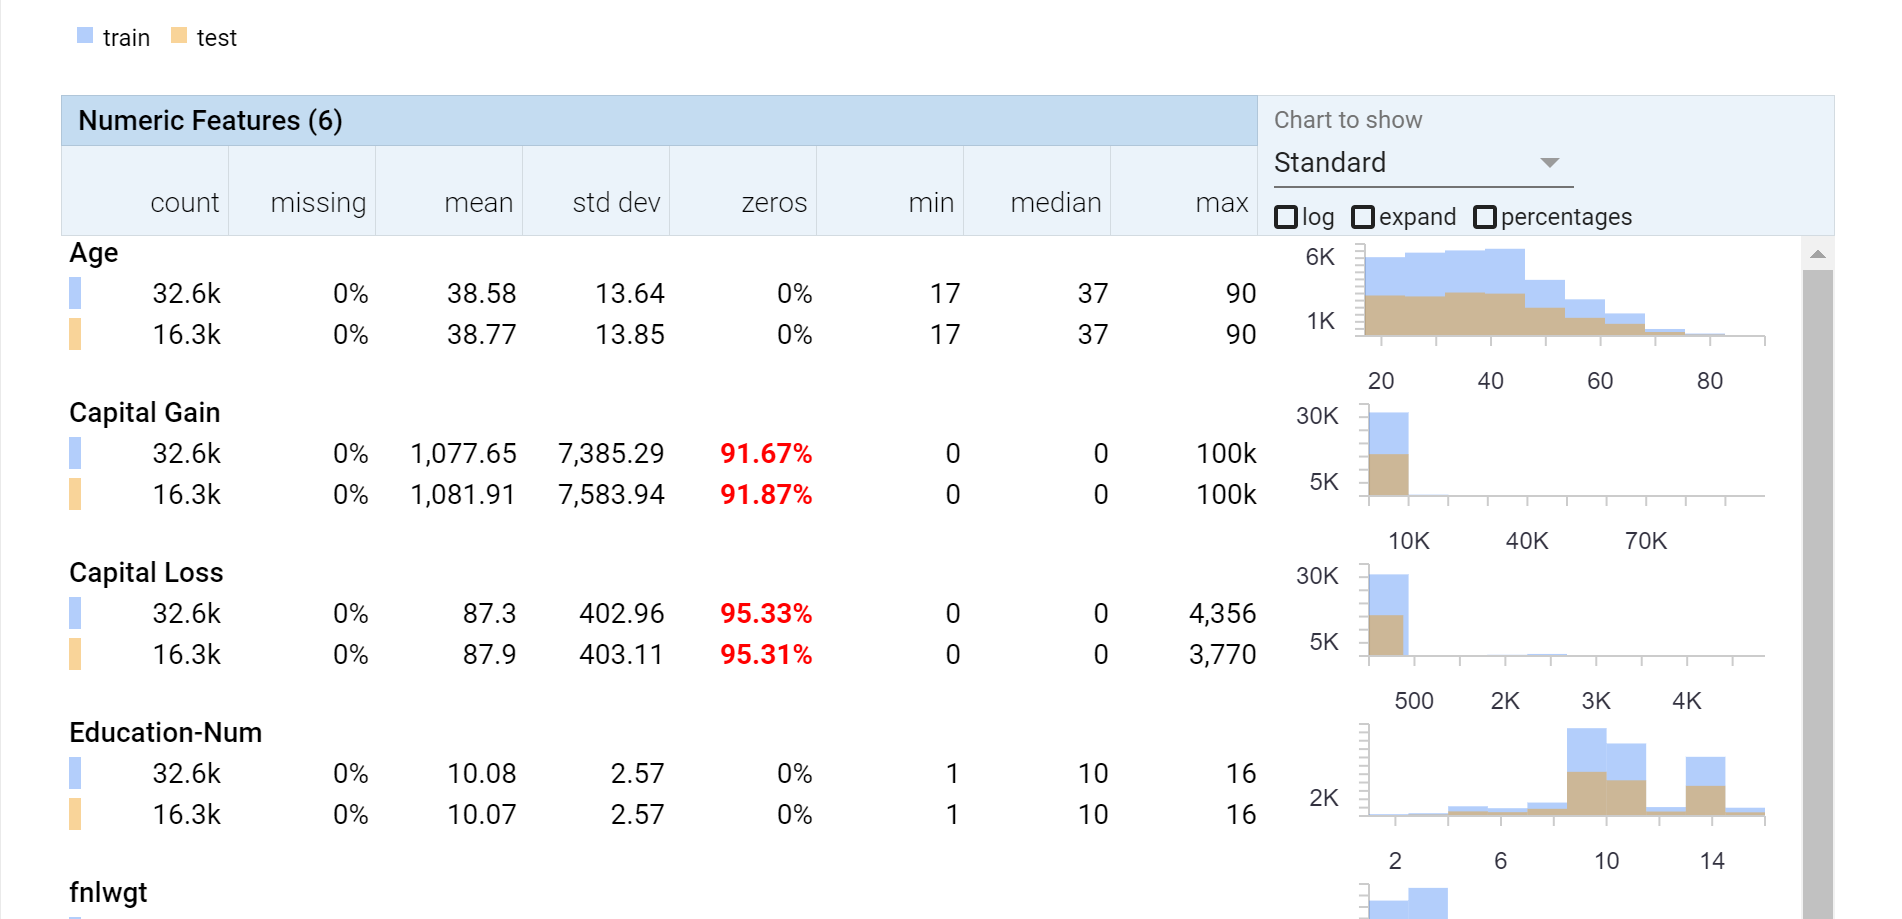 train test
Numeric Features (6)
Chart to show
Standard
count missing mean std dev zeros min median max
log expand percentages
Age
32.6k 0% 38.58 13.64 0% 17 37 90
16.3k 0% 38.77 13.85 0% 17 37 90
6K
1K
20 40 60 80
Capital Gain
32.6k 0% 1,077.65 7,385.29 91.67% 0 0 100k
16.3k 0% 1,081.91 7,583.94 91.87% 0 0 100k
30K
5K
10K 40K 70K
Capital Loss
32.6k 0% 87.3 402.96 95.33% 0 0 4,356
16.3k 0% 87.9 403.11 95.31% 0 0 3,770
30K
5K
500 2K 3K 4K
Education-Num
32.6k 0% 10.08 2.57 0% 1 10 16
16.3k 0% 10.07 2.57 0% 1 10 16
2K
2 6 10 14
fnlwgt